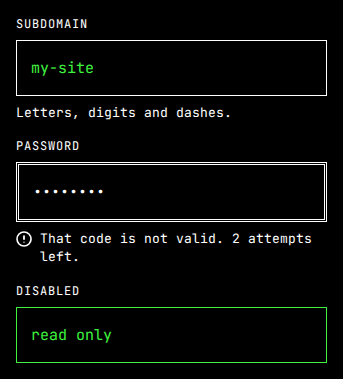 SUBDOMAIN
my-site
Letters, digits and dashes.
PASSWORD
••••••••
That code is not valid. 2 attempts
left.
DISABLED
read only